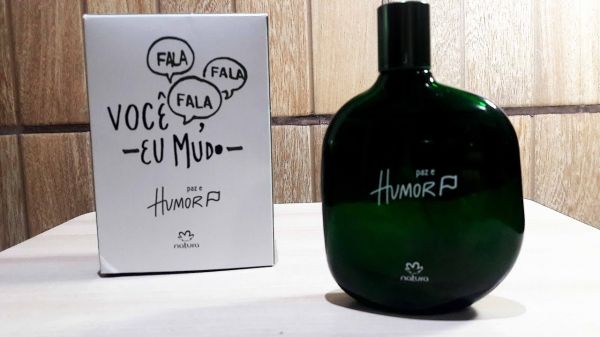 FALA
FALA
FALA
VOCÊ
—EU MUDO—
paz e
HUMOR
natura
paz e
HUMOR
natura